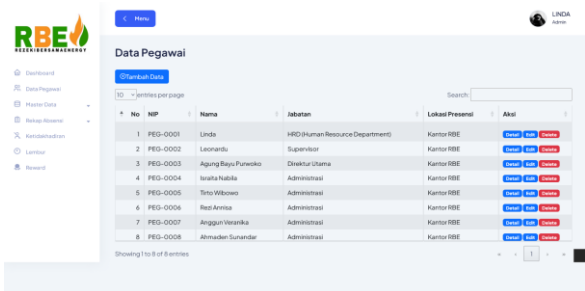 RBE
REZEKIBERSAMAENERGY
Dashboard
Data Pegawai
Master Data
Rekap Absensi
Ketidakhadiran
Lembur
Reward
Menu
LINDA
Admin
Data Pegawai
Tambah Data
10 entries per page
Search:
No NIP Nama Jabatan Lokasi Presensi Aksi
1 PEG-0001 Linda HRD (Human Resource Department) Kantor RBE Detail Edit Delete
2 PEG-0002 Leonardu Supervisor Kantor RBE Detail Edit Delete
3 PEG-0003 Agung Bayu Purwoko Direktur Utama Kantor RBE Detail Edit Delete
4 PEG-0004 Israita Nabila Administrasi Kantor RBE Detail Edit Delete
5 PEG-0005 Tirto Wibowo Administrasi Kantor RBE Detail Edit Delete
6 PEG-0006 Rezi Annisa Administrasi Kantor RBE Detail Edit Delete
7 PEG-0007 Anggun Veranika Administrasi Kantor RBE Detail Edit Delete
8 PEG-0008 Ahmaden Sunandar Administrasi Kantor RBE Detail Edit Delete
Showing 1 to 8 of 8 entries
« ‹ 1 › »